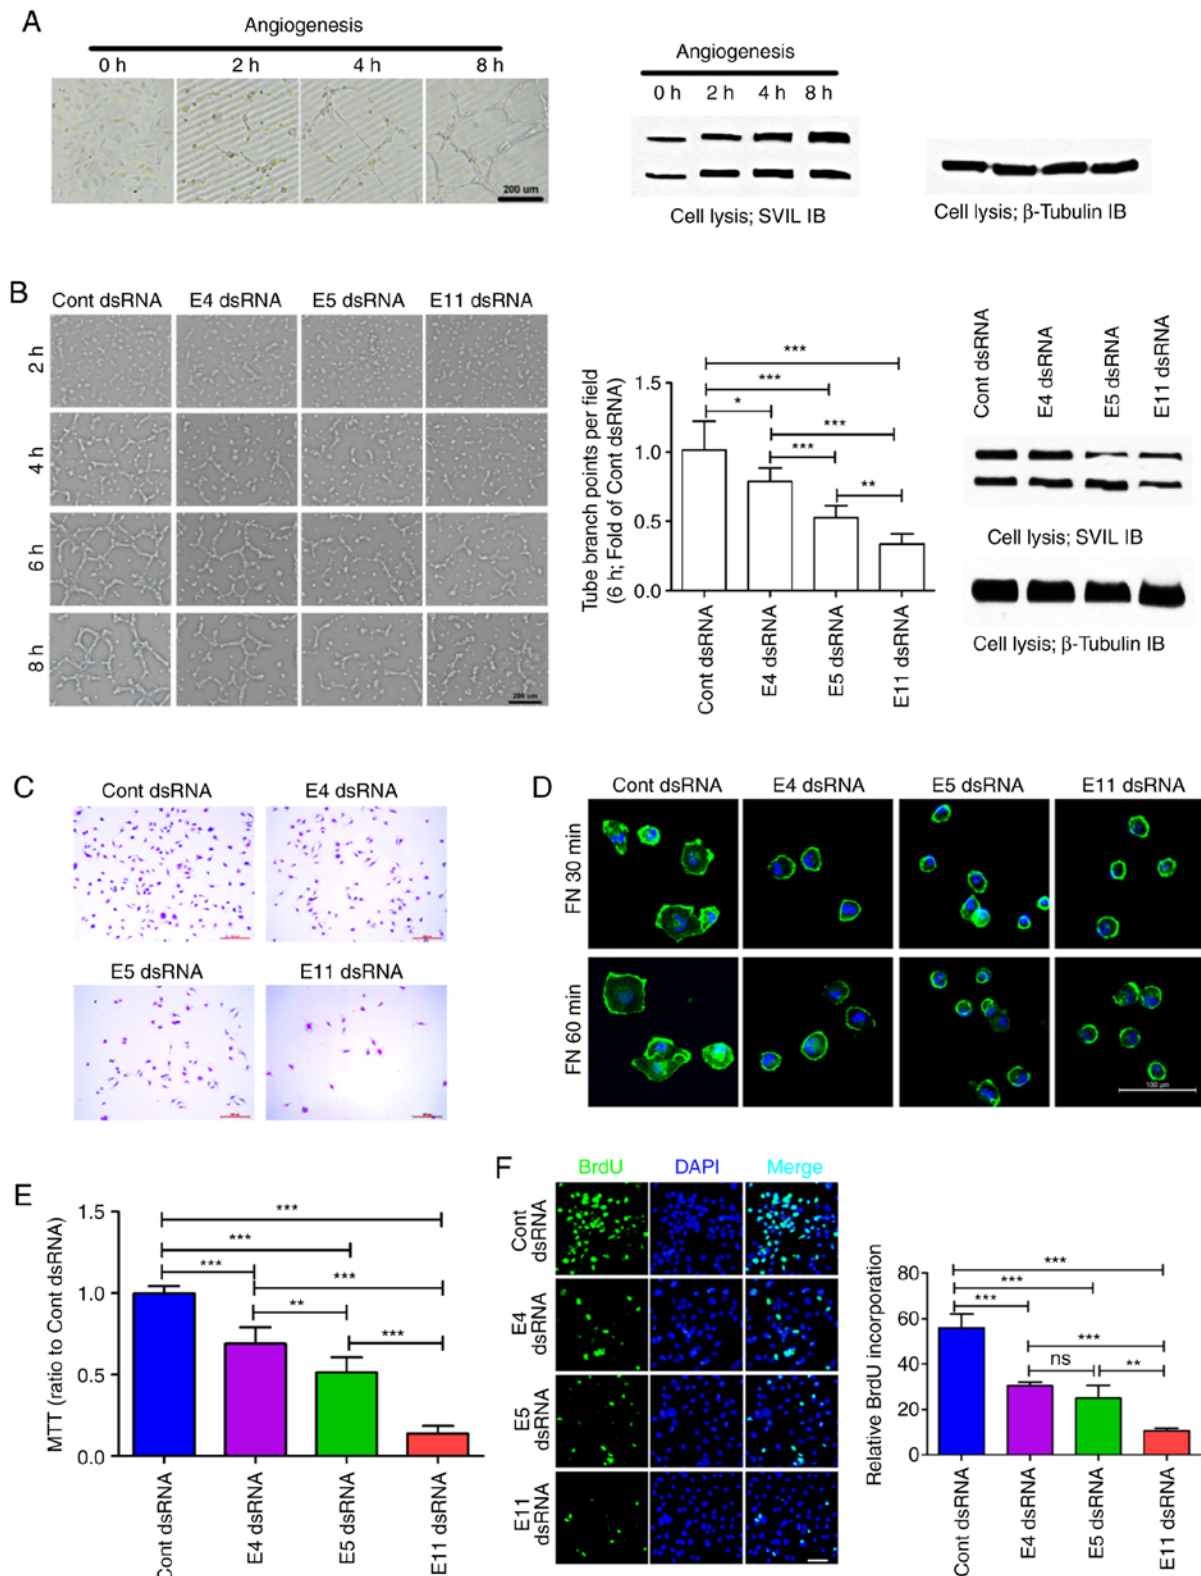 A
Angiogenesis
0 h 2 h 4 h 8 h
200 um
Angiogenesis
0 h 2 h 4 h 8 h
Cell lysis; SVIL IB
Cell lysis; β-Tubulin IB
B
Cont dsRNA E4 dsRNA E5 dsRNA E11 dsRNA
2 h
4 h
6 h
8 h
200 um
Tube branch points per field
(6 h; Fold of Cont dsRNA)
1.5
1.0
0.5
0.0
***
***
*
***
***
**
Cont dsRNA
E4 dsRNA
E5 dsRNA
E11 dsRNA
Cont dsRNA
E4 dsRNA
E5 dsRNA
E11 dsRNA
Cell lysis; SVIL IB
Cell lysis; β-Tubulin IB
C
Cont dsRNA E4 dsRNA
E5 dsRNA E11 dsRNA
D
Cont dsRNA E4 dsRNA E5 dsRNA E11 dsRNA
FN 30 min
FN 60 min
100 µm
E
MTT (ratio to Cont dsRNA)
1.5
1.0
0.5
0.0
***
***
***
***
**
***
Cont dsRNA
E4 dsRNA
E5 dsRNA
E11 dsRNA
F
BrdU DAPI Merge
Cont
dsRNA
E4
dsRNA
E5
dsRNA
E11
dsRNA
Relative BrdU incorporation
80
60
40
20
0
***
***
***
***
ns
**
Cont dsRNA
E4 dsRNA
E5 dsRNA
E11 dsRNA